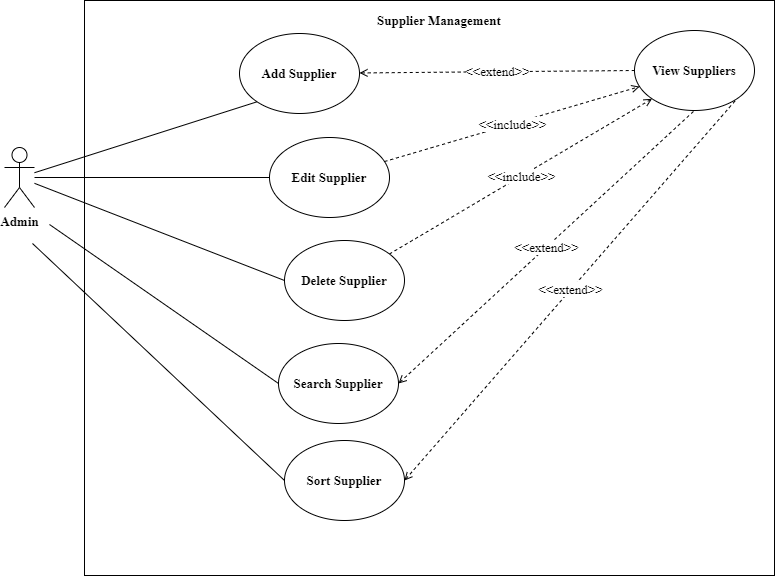 Supplier Management
Add Supplier
<<extend>>
View Suppliers
<<include>>
Edit Supplier
<<include>>
Admin
<<extend>>
Delete Supplier
<<extend>>
Search Supplier
Sort Supplier